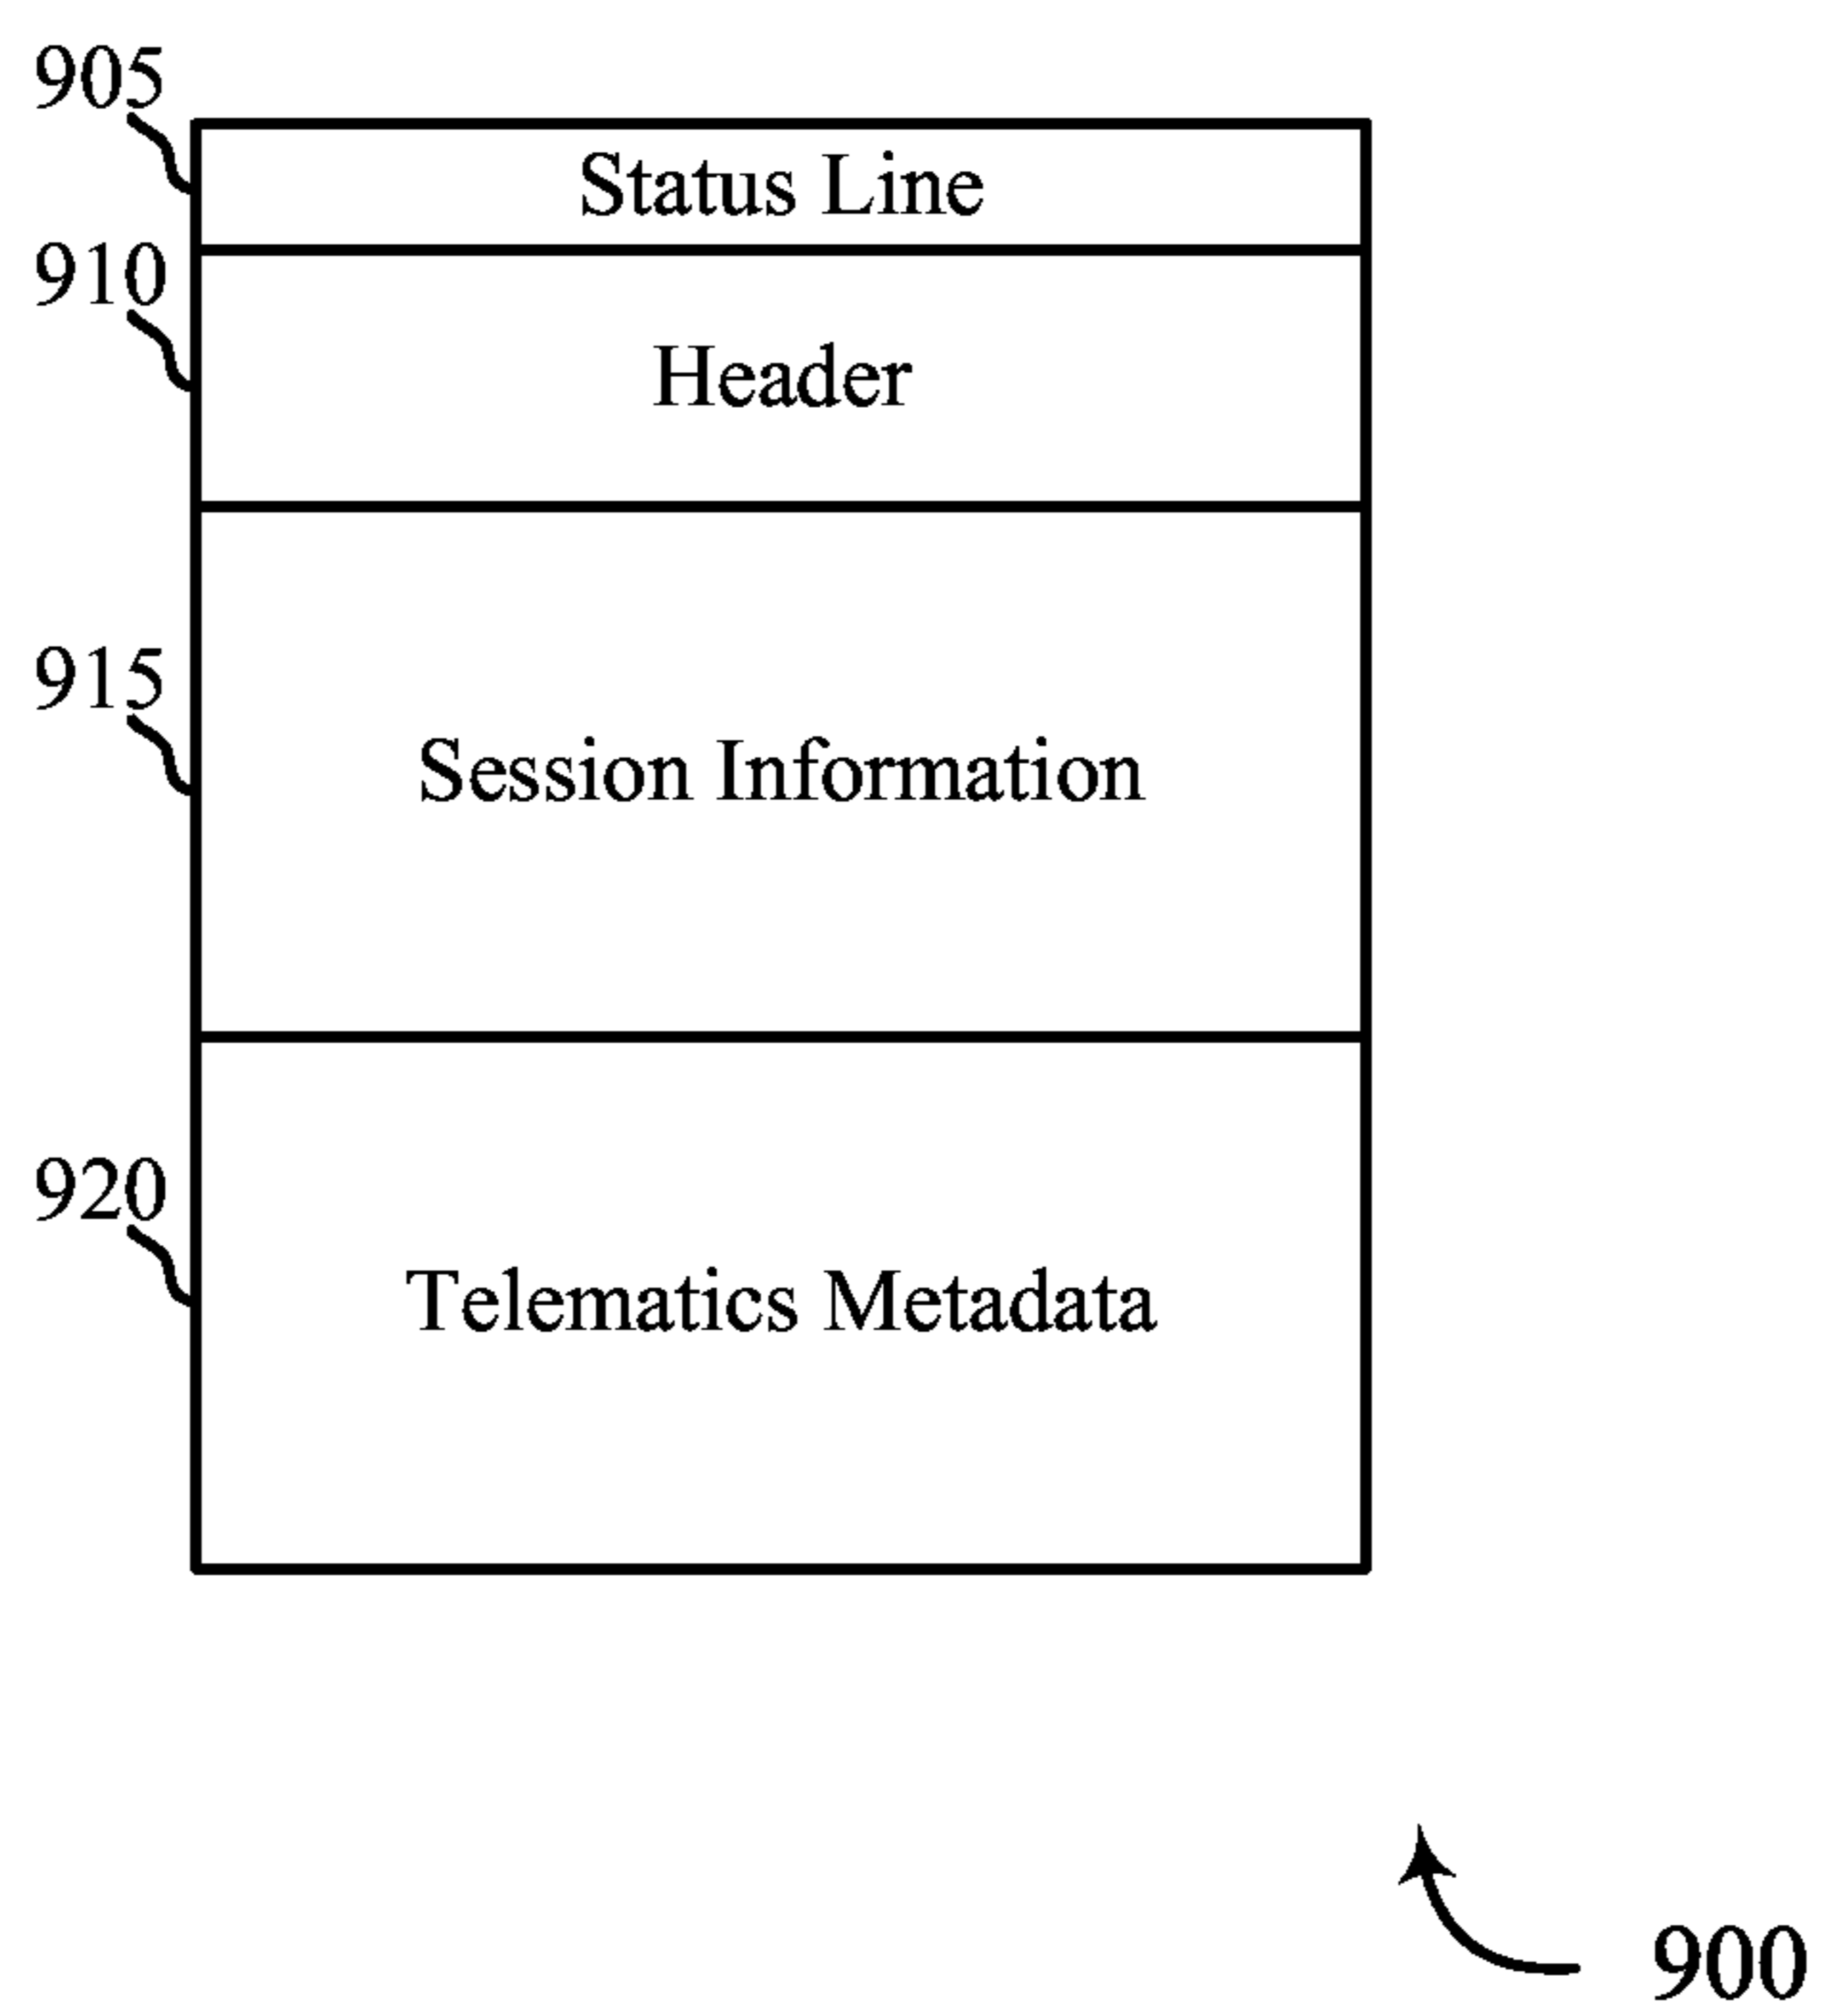 905
Status Line
910
Header
915
Session Information
920
Telematics Metadata
900